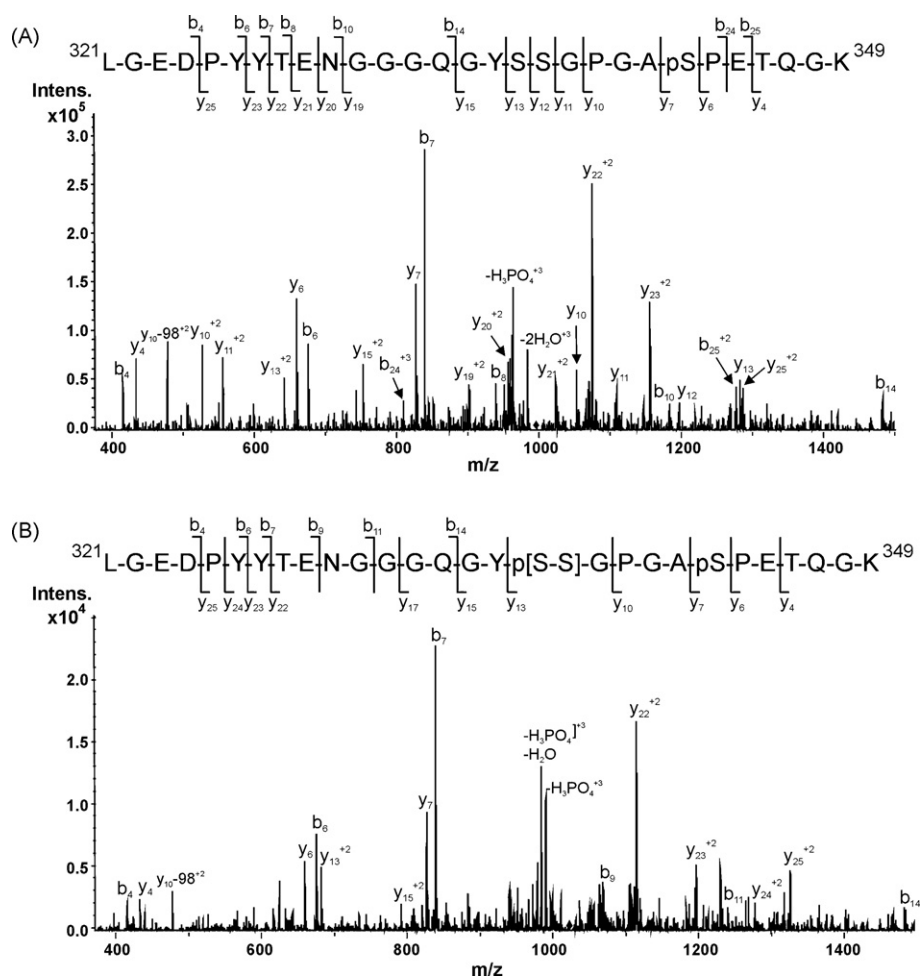 (A)
b4 b6 b7 b8 b10 b14 b24 b25
321 L-G-E-D-P-Y-Y-T-E-N-G-G-G-Q-G-Y-S-S-G-P-G-A-pS-P-E-T-Q-G-K 349
y25 y23 y22 y21 y20 y19 y15 y13 y12 y11 y10 y7 y6 y4
Intens.
x10^5
b7
3.0
y22+2
2.5
2.0
y7 -H3PO4+3
1.5
y6 y20+2 -2H2O+3 y10 y23+2
y4 y10-98+2 y10+2 y11+2 b6 y15+2 b25+2 y13 y25+2
1.0
b4 y13+2 b24+3 y19+2 b8 y21+2 y11 b10 y12 b14
0.5
0.0
400 600 800 1000 1200 1400
m/z
(B)
b4 b6 b7 b9 b11 b14
321 L-G-E-D-P-Y-Y-T-E-N-G-G-G-Q-G-Y-p[S-S]-G-P-G-A-pS-P-E-T-Q-G-K 349
y25 y24 y23 y22 y17 y15 y13 y10 y7 y6 y4
Intens.
x10^4
b7
2.0
y22+2
-H3PO4]+3
-H2O
1.5
-H3PO4+3
y7
1.0
b6
y6 y13+2 y23+2 y25+2
0.5
b4 y4 y10-98+2 y15+2 b9 b11 y24+2 b14
0.0
400 600 800 1000 1200 1400
m/z